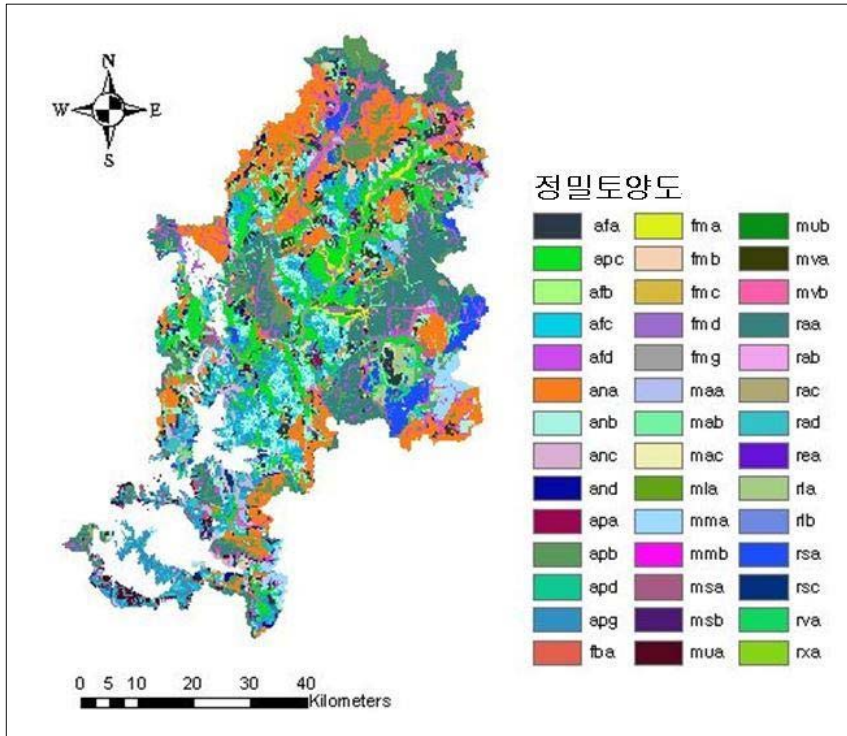 N
W E
S
정밀토양도
afa fma mub
apc fmb mva
afb fmc mvb
afc fmd raa
afd fmg rab
ana maa rac
anb mab rad
anc mac rea
and mla rla
apa mma rlb
apb mmb rsa
apd msa rsc
apg msb rva
fba mua rxa
0 5 10 20 30 40
Kilometers